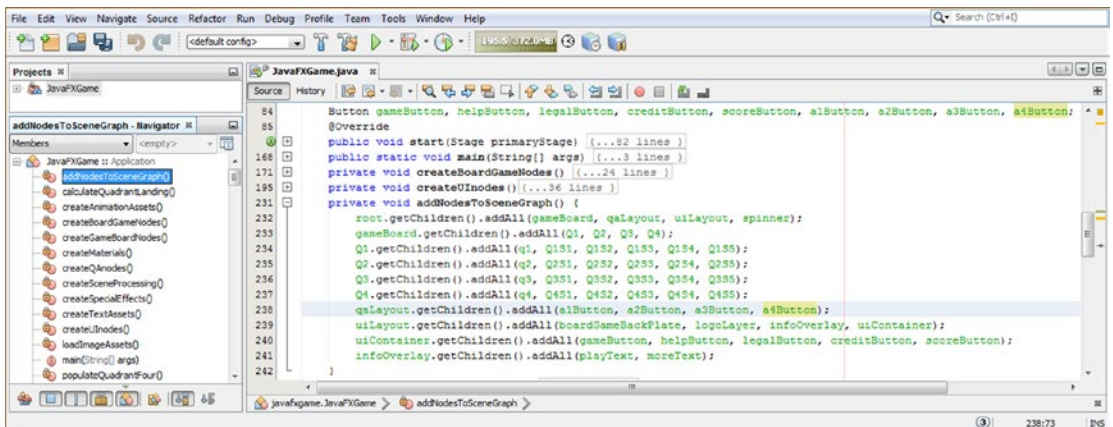 File Edit View Navigate Source Refactor Run Debug Profile Team Tools Window Help
Search (Ctrl+I)
<default config>
Projects
JavaFXGame
JavaFXGame.java
Source History
addNodesToSceneGraph - Navigator
Members <empty>
JavaFXGame :: Application
addNodesToSceneGraph()
calculateQuadrantLanding()
createAnimationAssets()
createBoardGameNodes()
createGameBoardNodes()
createMaterials()
createQAnodes()
createSceneProcessing()
createSpecialEffects()
createTextAssets()
createUInodes()
loadImageAssets()
main(String[] args)
populateQuadrantFour()
84 Button gameButton, helpButton, legalButton, creditButton, scoreButton, a1Button, a2Button, a3Button, a4Button;
85 @Override
public void start(Stage primaryStage) {...82 lines }
168 public static void main(String[] args) {...3 lines }
171 private void createBoardGameNodes() {...24 lines }
195 private void createUInodes() {...36 lines }
231 private void addNodesToSceneGraph() {
232 root.getChildren().addAll(gameBoard, qaLayout, uiLayout, spinner);
233 gameBoard.getChildren().addAll(Q1, Q2, Q3, Q4);
234 Q1.getChildren().addAll(q1, Q1S1, Q1S2, Q1S3, Q1S4, Q1S5);
235 Q2.getChildren().addAll(q2, Q2S1, Q2S2, Q2S3, Q2S4, Q2S5);
236 Q3.getChildren().addAll(q3, Q3S1, Q3S2, Q3S3, Q3S4, Q3S5);
237 Q4.getChildren().addAll(q4, Q4S1, Q4S2, Q4S3, Q4S4, Q4S5);
238 qaLayout.getChildren().addAll(a1Button, a2Button, a3Button, a4Button);
239 uiLayout.getChildren().addAll(boardGameBackPlate, logoLayer, infoOverlay, uiContainer);
240 uiContainer.getChildren().addAll(gameButton, helpButton, legalButton, creditButton, scoreButton);
241 infoOverlay.getChildren().addAll(playText, moreText);
242 }
javafxgame.JavaFXGame addNodesToSceneGraph
3 238:73 INS